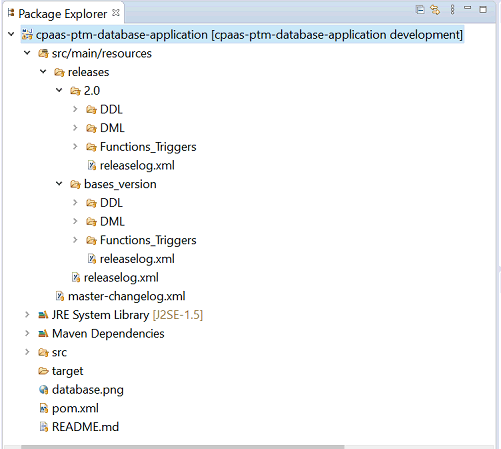 Package Explorer
cpaas-ptm-database-application [cpaas-ptm-database-application development]
src/main/resources
releases
2.0
DDL
DML
Functions_Triggers
releaselog.xml
bases_version
DDL
DML
Functions_Triggers
releaselog.xml
releaselog.xml
master-changelog.xml
JRE System Library [J2SE-1.5]
Maven Dependencies
src
target
database.png
pom.xml
README.md